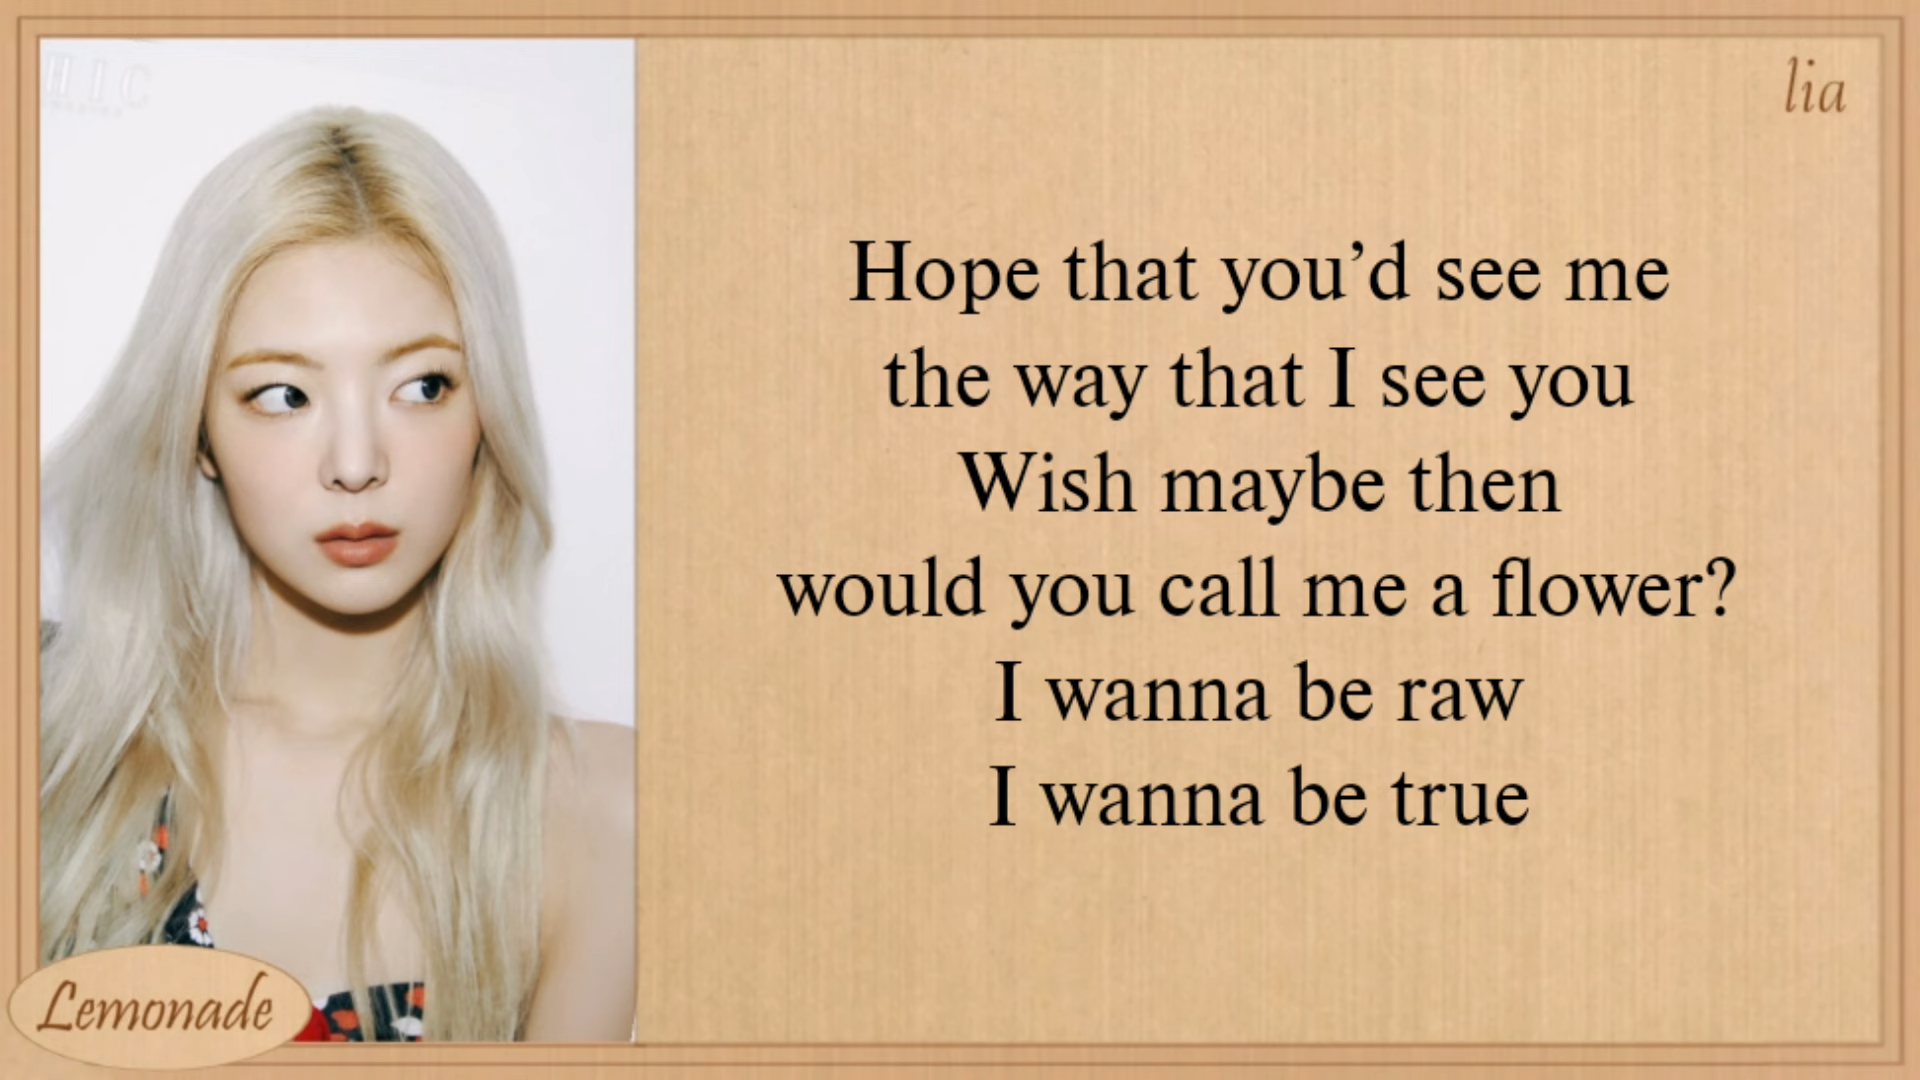 HIC
lia
Hope that you’d see me
the way that I see you
Wish maybe then
would you call me a flower?
I wanna be raw
I wanna be true
Lemonade